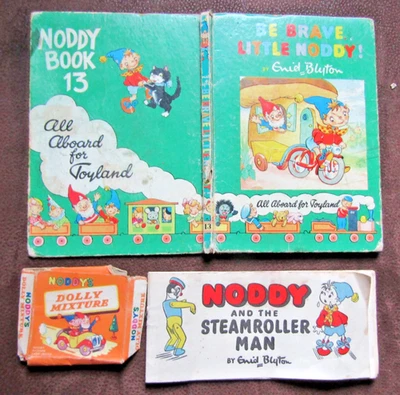 NODDY
BOOK
13
All
Aboard for
Toyland
BE BRAVE
LITTLE NODDY!
BY Enid Blyton
All Aboard for Toyland
NODDY'S
DOLLY
MIXTURE
NODDY'S
NODDY
AND THE
STEAMROLLER
MAN
BY Enid Blyton